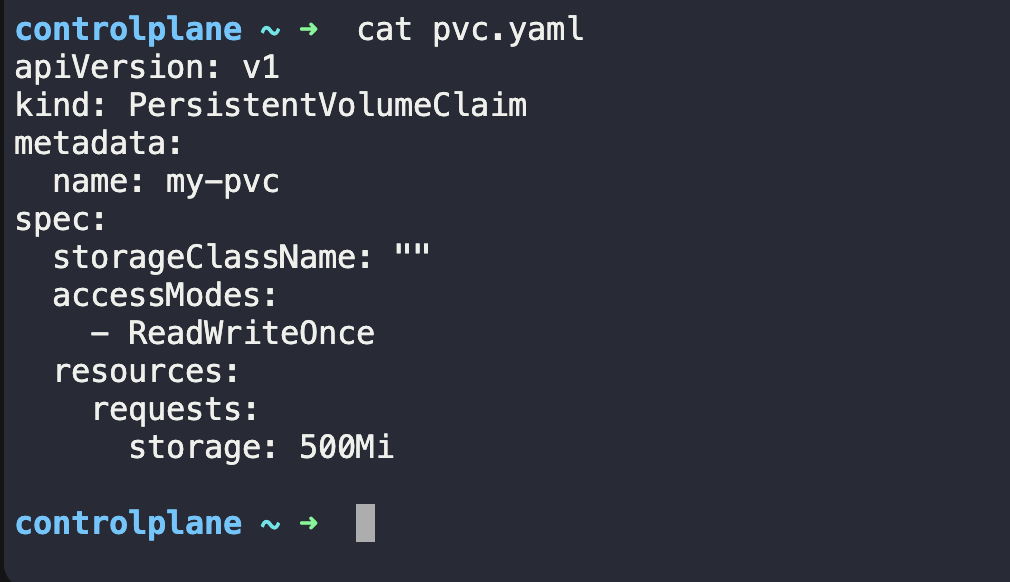 controlplane ~ ➜  cat pvc.yaml
apiVersion: v1
kind: PersistentVolumeClaim
metadata:
  name: my-pvc
spec:
  storageClassName: ""
  accessModes:
    - ReadWriteOnce
  resources:
    requests:
      storage: 500Mi
controlplane ~ ➜